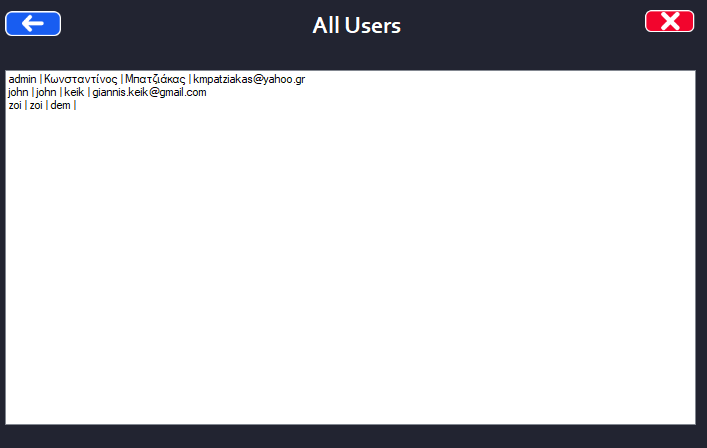 All Users
admin | Κωνσταντίνος | Μπατζιάκας | kmpatziakas@yahoo.gr
john | john | keik | giannis.keik@gmail.com
zoi | zoi | dem |